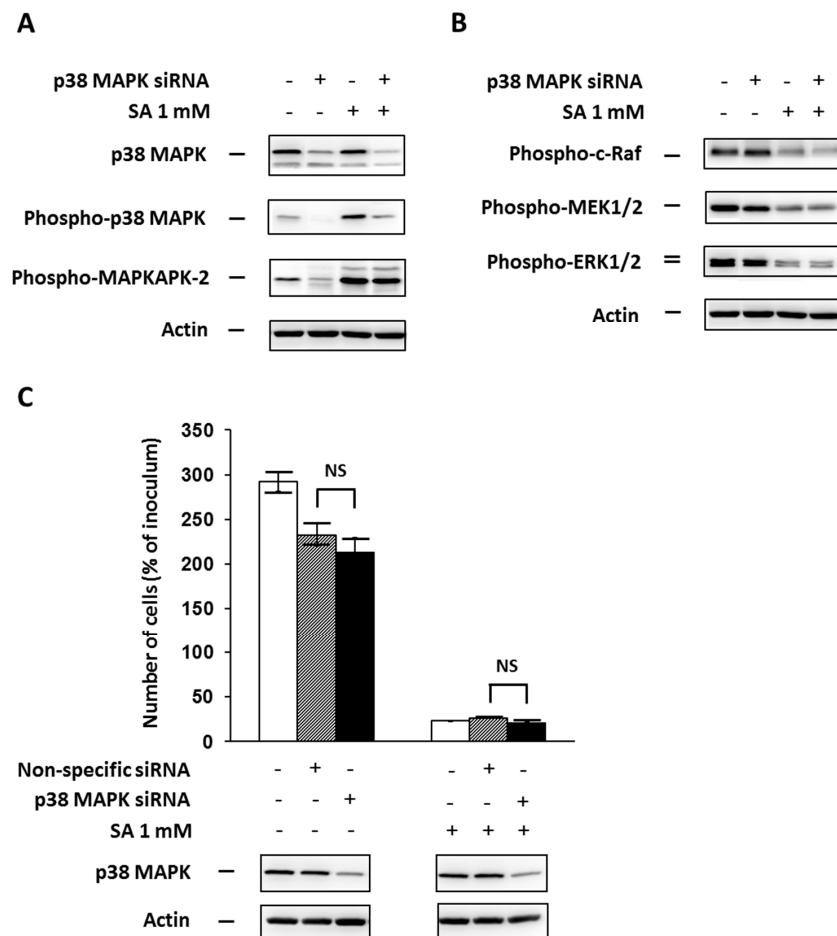 A
p38 MAPK siRNA - + - +
SA 1 mM - - + +
p38 MAPK –
Phospho-p38 MAPK –
Phospho-MAPKAPK-2 –
Actin –
B
p38 MAPK siRNA - + - +
SA 1 mM - - + +
Phospho-c-Raf –
Phospho-MEK1/2 –
Phospho-ERK1/2 =
Actin –
C
Number of cells (% of inoculum)
350
300
250
200
150
100
50
0
NS
NS
Non-specific siRNA - + - - + -
p38 MAPK siRNA - - + - - +
SA 1 mM - - - + + +
p38 MAPK –
Actin –